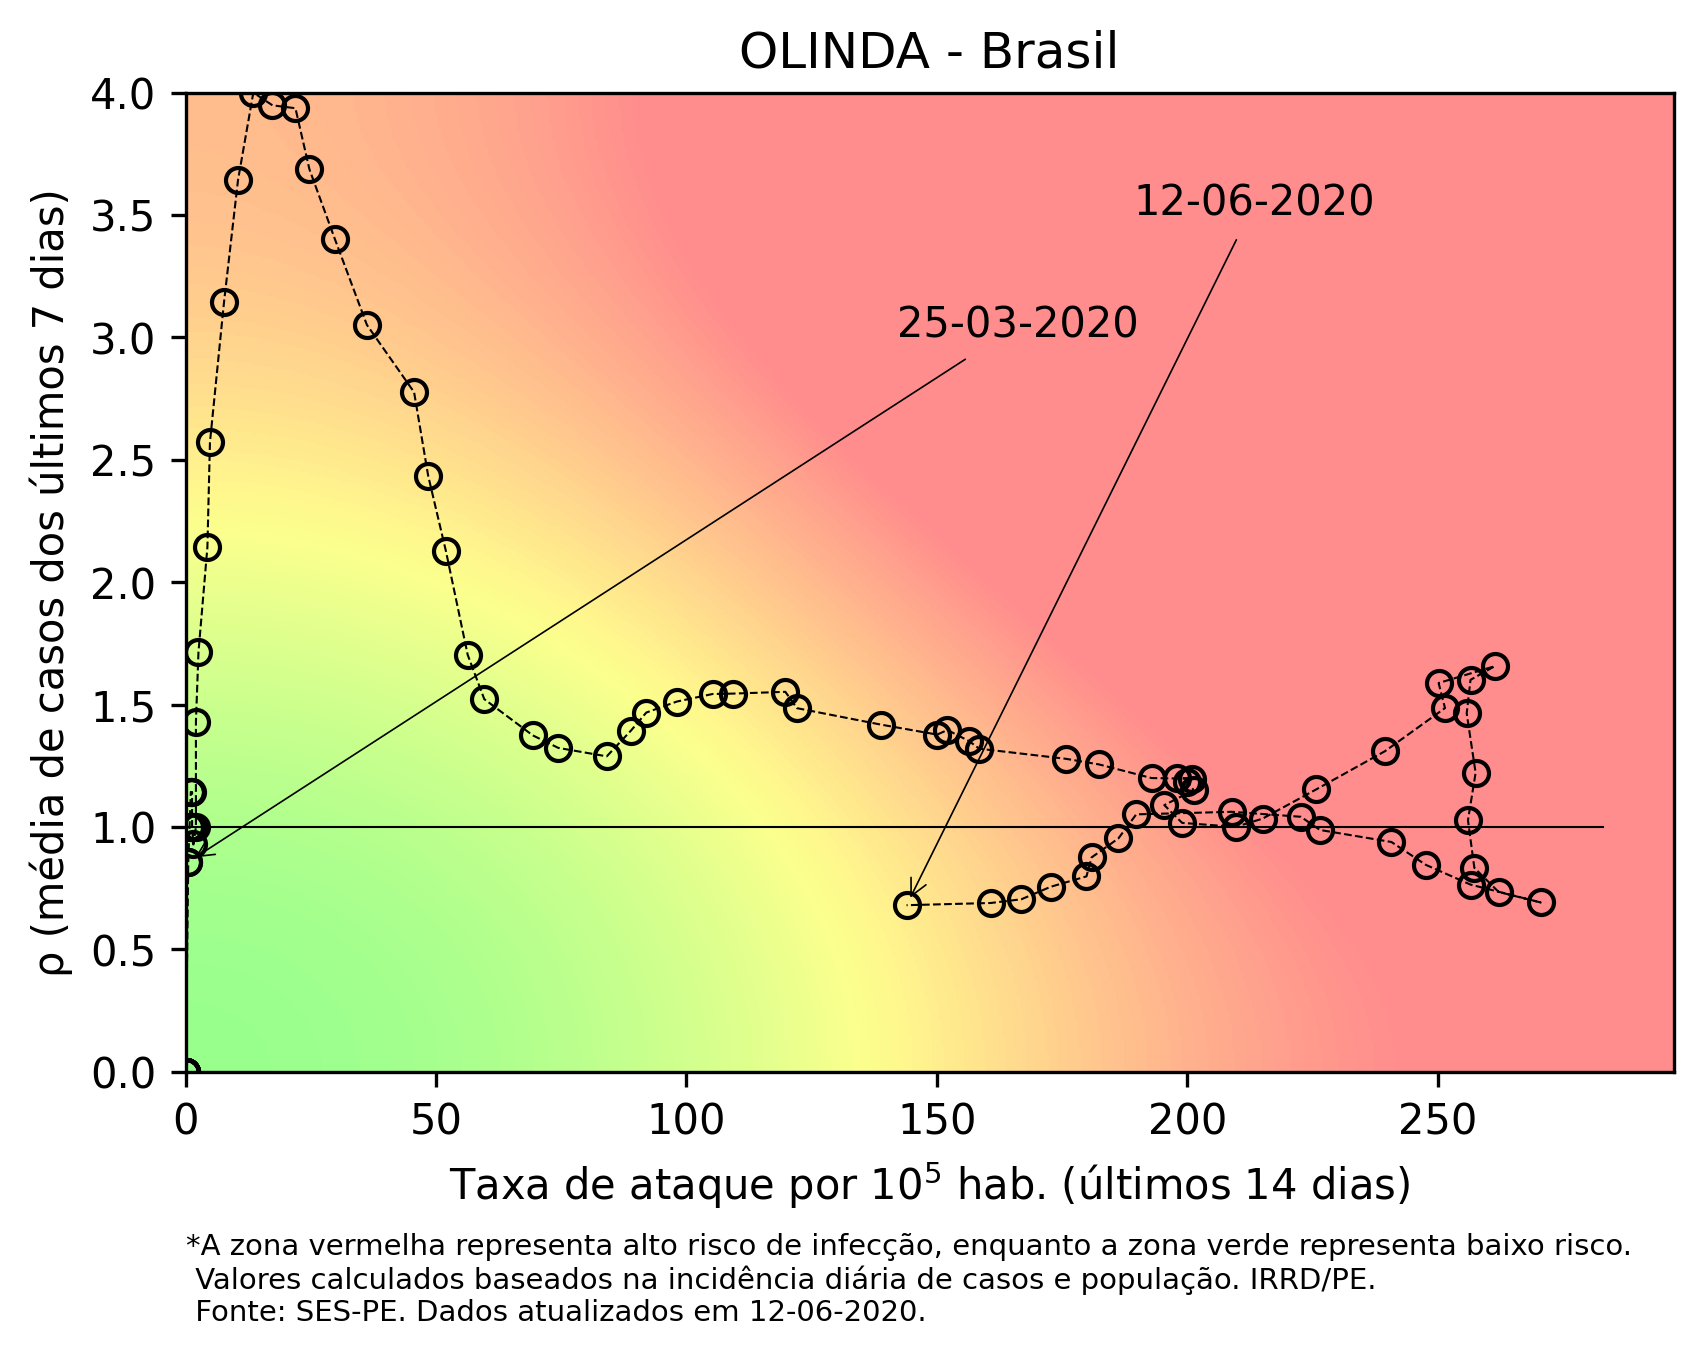 OLINDA - Brasil
4.0
3.5
3.0
2.5
2.0
1.5
1.0
0.5
0.0
ρ (média de casos dos últimos 7 dias)
12-06-2020
25-03-2020
0 50 100 150 200 250
Taxa de ataque por 10⁵ hab. (últimos 14 dias)
*A zona vermelha representa alto risco de infecção, enquanto a zona verde representa baixo risco.
Valores calculados baseados na incidência diária de casos e população. IRRD/PE.
Fonte: SES-PE. Dados atualizados em 12-06-2020.